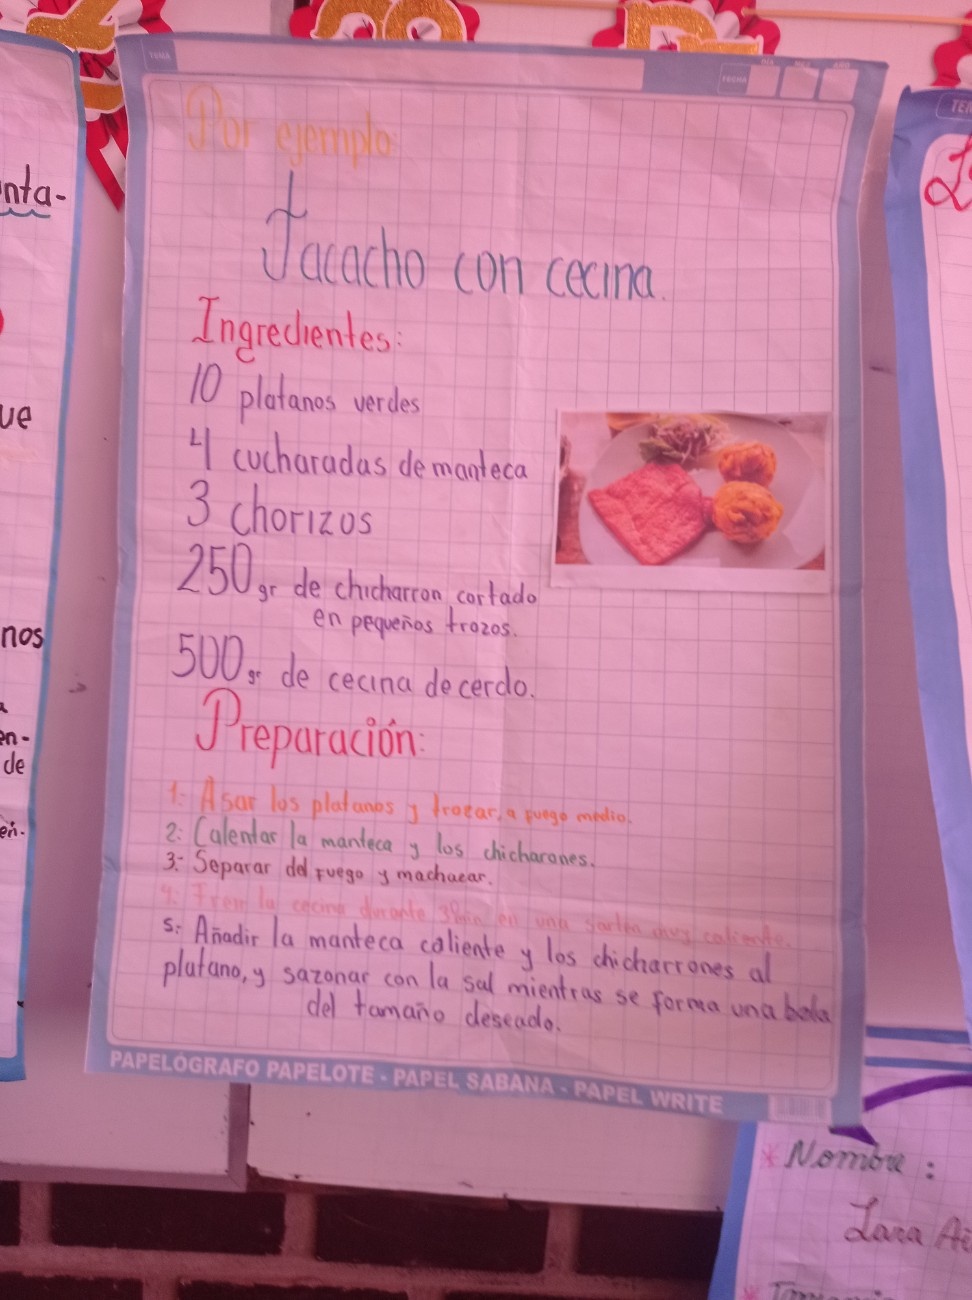 TEMA
FECHA
Por ejemplo:
Tacacho con cecina.
Ingredientes:
10 platanos verdes
4 cucharadas de manteca
3 chorizos
250 gr de chicharron cortado
en pequeños trozos.
500 gr de cecina de cerdo.
Preparación:
1: Asar los platanos y trozar, a fuego medio.
2: Calentar la manteca y los chicharones.
3: Separar del fuego y machacar.
4: Freir la cecina durante en una sartén muy caliente.
5: Añadir la manteca caliente y los chicharrones al
platano, y sazonar con la sal mientras se forma una bola
del tamaño deseado.
PAPELÓGRAFO PAPELOTE - PAPEL SABANA - PAPEL WRITE
nta-
ue
nos
en-
de
en.
Nombre :
Lara